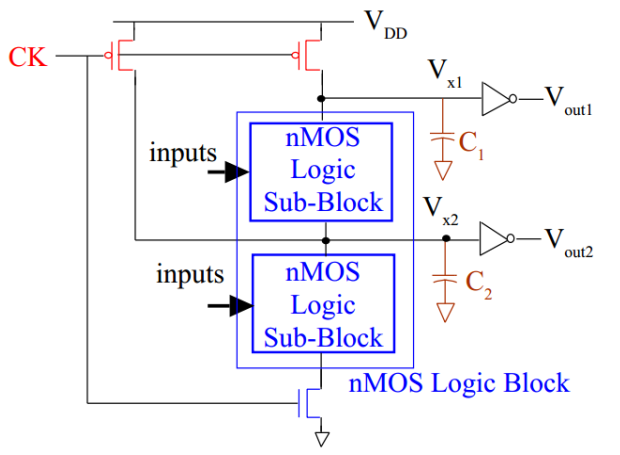 V_DD
CK
V_x1
V_out1
nMOS
Logic
Sub-Block
inputs
C_1
V_x2
V_out2
nMOS
Logic
Sub-Block
inputs
C_2
nMOS Logic Block